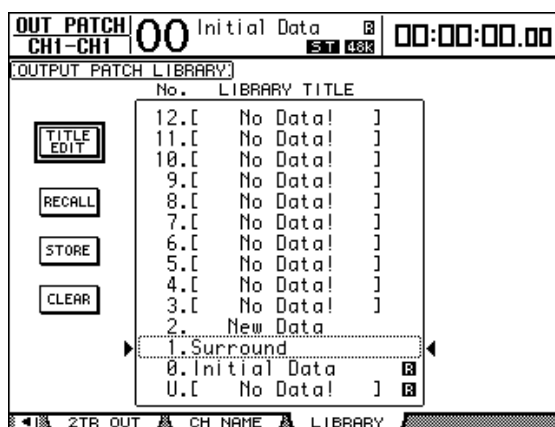 OUT PATCH
CH1-CH1
00 Initial Data R
ST 48K
00:00:00.00
OUTPUT PATCH LIBRARY
No. LIBRARY TITLE
12.[ No Data! ]
11.[ No Data! ]
10.[ No Data! ]
9.[ No Data! ]
8.[ No Data! ]
7.[ No Data! ]
6.[ No Data! ]
5.[ No Data! ]
4.[ No Data! ]
3.[ No Data! ]
2. New Data
1.Surround
0.Initial Data R
U.[ No Data! ] R
TITLE
EDIT
RECALL
STORE
CLEAR
2TR OUT
CH NAME
LIBRARY